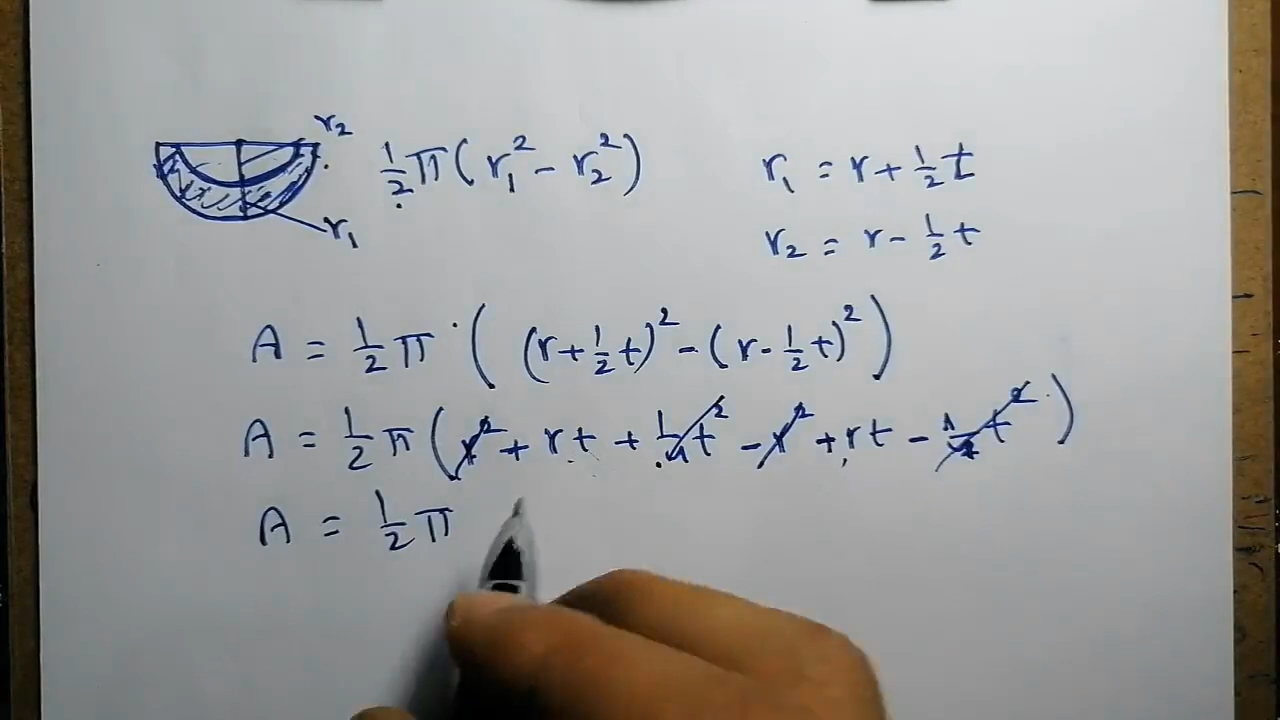 r₂
½π(r₁² − r₂²)
r₁
r₁ = r + ½t
r₂ = r − ½t
A = ½π · ((r + ½t)² − (r − ½t)²)
A = ½π(r² + rt + ¼t² − r² + rt − ¼t²)
A = ½π